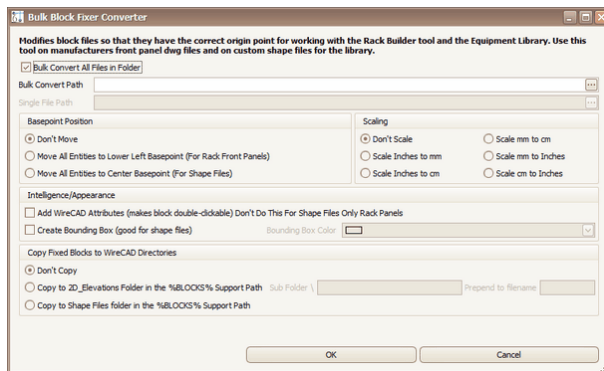 Bulk Block Fixer Converter
Modifies block files so that they have the correct origin point for working with the Rack Builder tool and the Equipment Library. Use this
tool on manufacturers front panel dwg files and on custom shape files for the library.
Bulk Convert All Files in Folder
Bulk Convert Path
Single File Path
Basepoint Position
Scaling
Don't Move
Don't Scale
Scale mm to cm
Move All Entities to Lower Left Basepoint (For Rack Front Panels)
Scale Inches to mm
Scale mm to Inches
Move All Entities to Center Basepoint (For Shape Files)
Scale Inches to cm
Scale cm to Inches
Intelligence/Appearance
Add WireCAD Attributes (makes block double-clickable) Don't Do This For Shape Files Only Rack Panels
Create Bounding Box (good for shape files)
Bounding Box Color
Copy Fixed Blocks to WireCAD Directories
Don't Copy
Copy to 2D_Elevations Folder in the %BLOCKS% Support Path
Sub Folder \
Prepend to filename
Copy to Shape Files folder in the %BLOCKS% Support Path
OK
Cancel